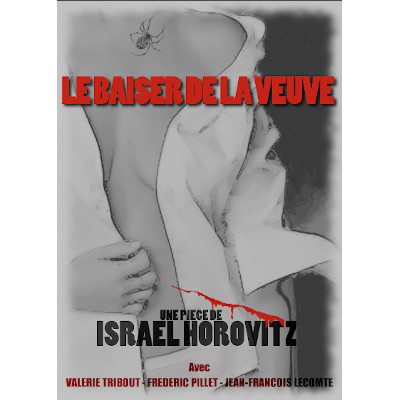 LE BAISER DE LA VEUVE
UNE PIECE DE
ISRAEL HOROVITZ
Avec
VALERIE TRIBOUT - FREDERIC PILLET - JEAN-FRANCOIS LECOMTE